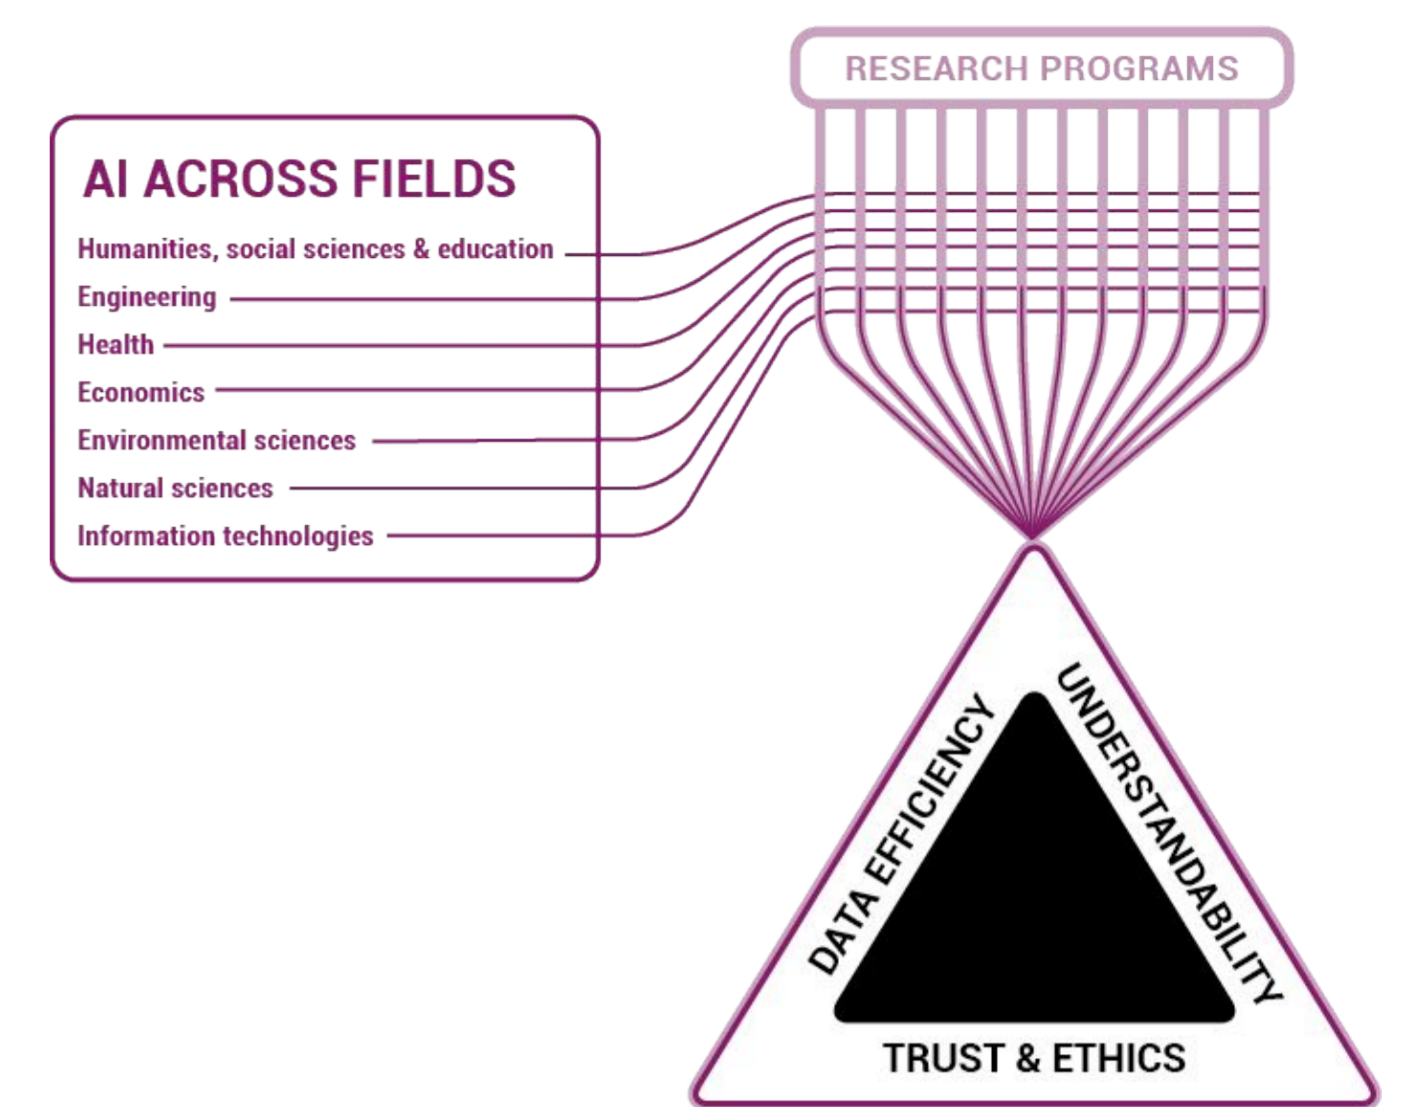 RESEARCH PROGRAMS
AI ACROSS FIELDS
Humanities, social sciences & education
Engineering
Health
Economics
Environmental sciences
Natural sciences
Information technologies
DATA EFFICIENCY
UNDERSTANDABILITY
TRUST & ETHICS